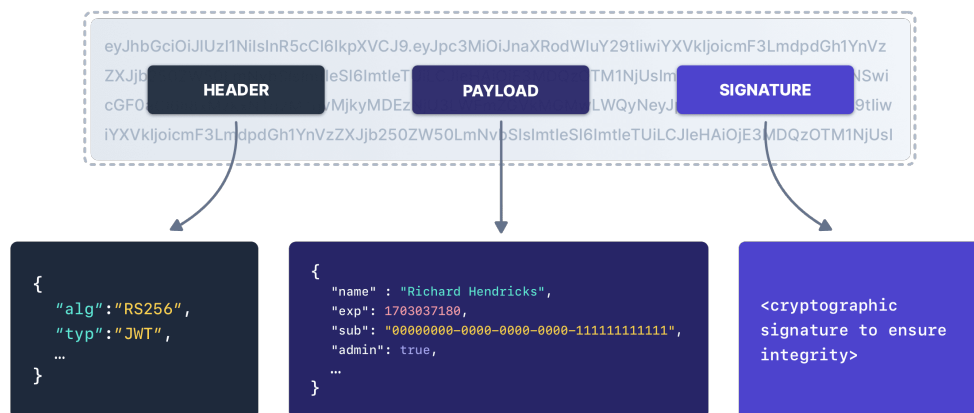 eyJhbGciOiJIUzI1NiIsInR5cCI6IkpXVCJ9.eyJpc3MiOiJnaXRodWIuY29tIiwiYXVkIjoicmF3LmdpdGh1YnVz
HEADER
PAYLOAD
SIGNATURE
iYXVkIjoicmF3LmdpdGh1YnVzZXJjb250ZW50LmNvbSIsImtleSI6ImtleTUiLCJleHAiOjE3MDQzOTM1NjUsI
{
“alg”:”RS256”,
“typ”:”JWT”,
…
}
{
"name" : "Richard Hendricks",
"exp": 1703037180,
"sub": "00000000-0000-0000-0000-111111111111",
"admin": true,
…
}
<cryptographic
signature to ensure
integrity>